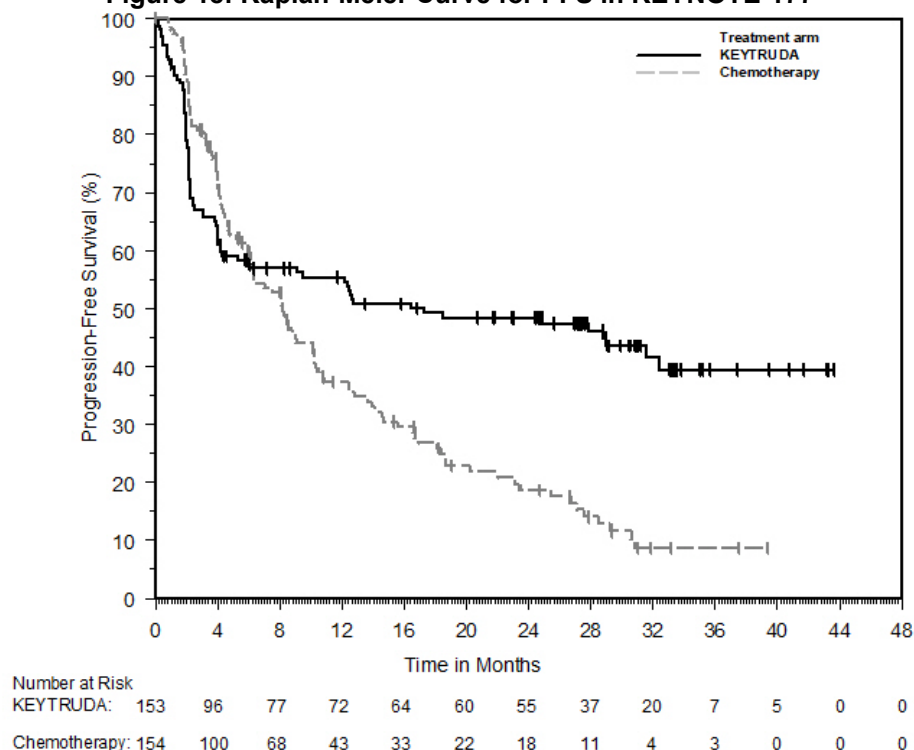 Treatment arm
KEYTRUDA
Chemotherapy
100
90
80
70
60
50
40
30
20
10
0
Progression-Free Survival (%)
0 4 8 12 16 20 24 28 32 36 40 44 48
Time in Months
Number at Risk
KEYTRUDA: 153 96 77 72 64 60 55 37 20 7 5 0 0
Chemotherapy: 154 100 68 43 33 22 18 11 4 3 0 0 0